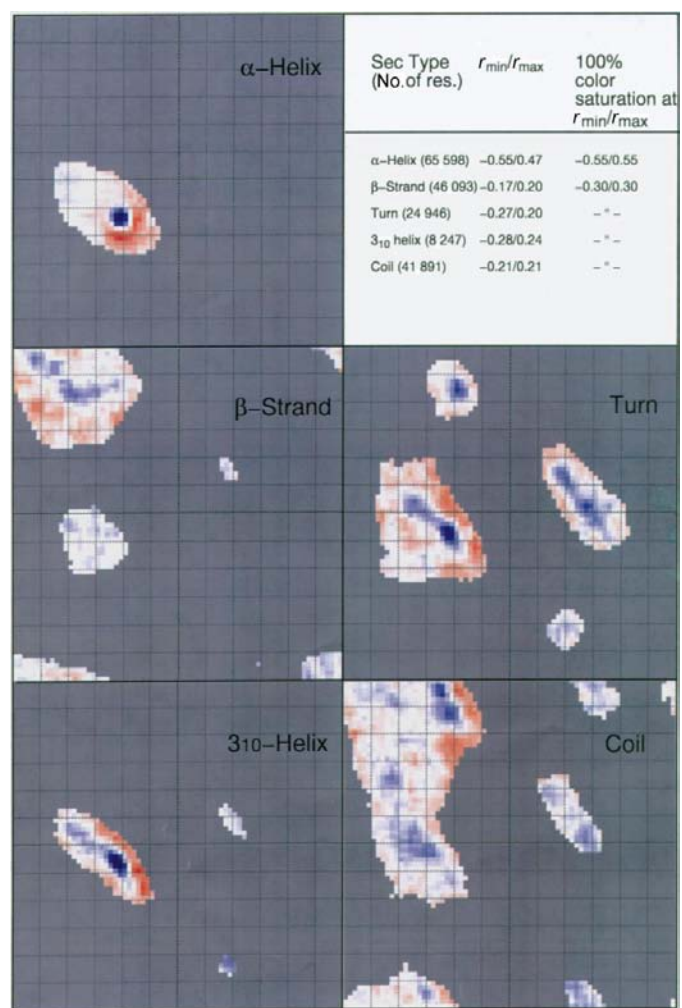 α−Helix
Sec Type rmin/rmax 100%
(No. of res.) color
saturation at
rmin/rmax
α−Helix (65 598) −0.55/0.47 −0.55/0.55
β−Strand (46 093) −0.17/0.20 −0.30/0.30
Turn (24 946) −0.27/0.20 − " −
310 helix (8 247) −0.28/0.24 − " −
Coil (41 891) −0.21/0.21 − " −
β−Strand
Turn
310−Helix
Coil